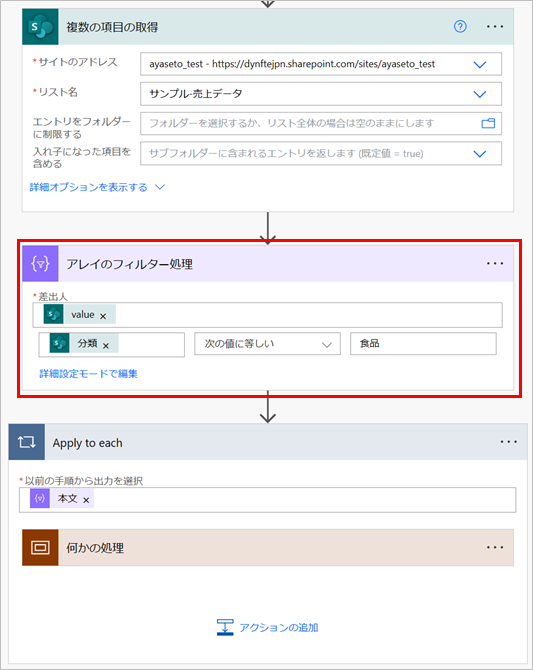 複数の項目の取得
*サイトのアドレス
ayaseto_test - https://dynftejpn.sharepoint.com/sites/ayaseto_test
*リスト名
サンプル-売上データ
エントリをフォルダー
に制限する
フォルダーを選択するか、リスト全体の場合は空のままにします
入れ子になった項目を
含める
サブフォルダーに含まれるエントリを返します (既定値 = true)
詳細オプションを表示する
アレイのフィルター処理
*差出人
value ×
分類 ×
次の値に等しい
食品
詳細設定モードで編集
Apply to each
*以前の手順から出力を選択
本文 ×
何かの処理
アクションの追加